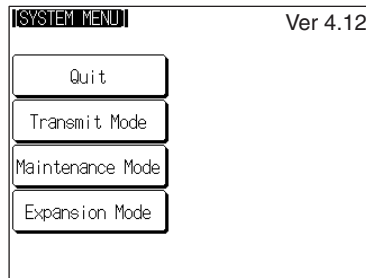 [SYSTEM MENU]
Ver 4.12
Quit
Transmit Mode
Maintenance Mode
Expansion Mode